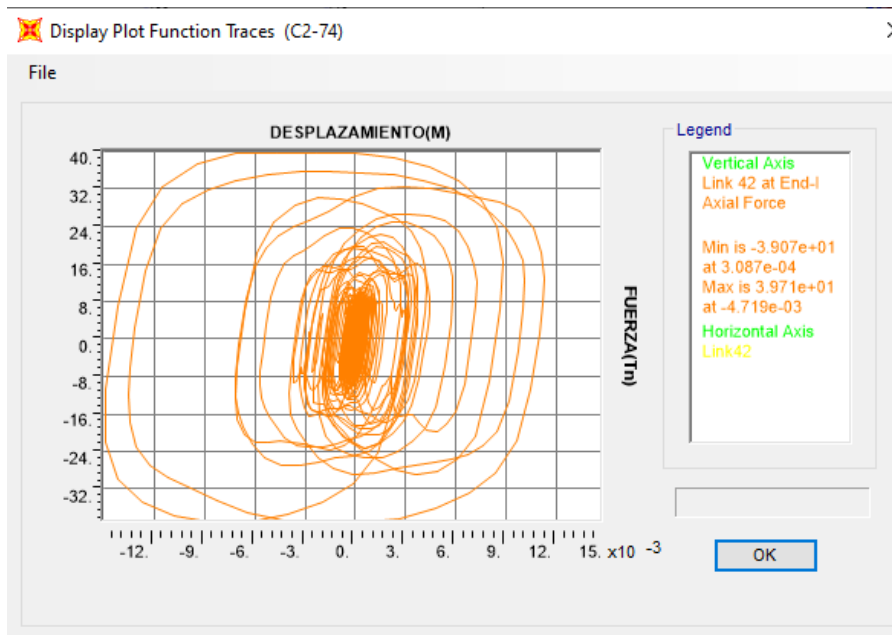 Display Plot Function Traces (C2-74)
File
DESPLAZAMIENTO(M)
40.
32.
24.
16.
8.
0.
-8.
-16.
-24.
-32.
-12. -9. -6. -3. 0. 3. 6. 9. 12. 15. x10 -3
FUERZA(Tn)
Legend
Vertical Axis
Link 42 at End-I
Axial Force
Min is -3.907e+01
at 3.087e-04
Max is 3.971e+01
at -4.719e-03
Horizontal Axis
Link42
OK